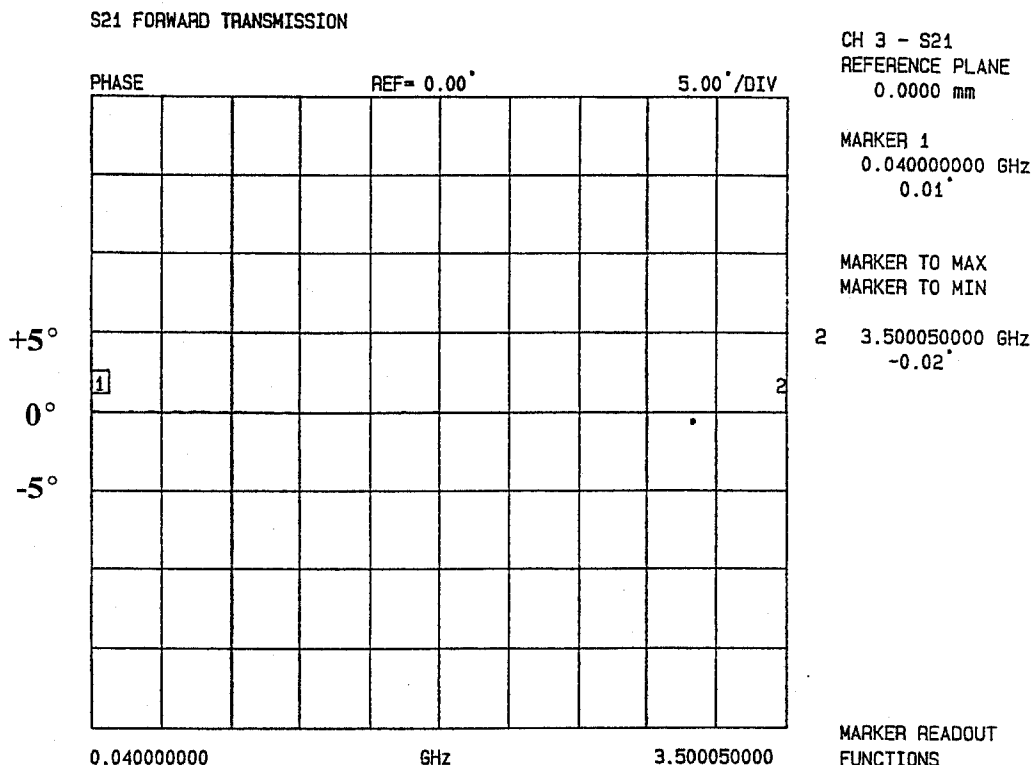 S21 FORWARD TRANSMISSION
CH 3 - S21
REFERENCE PLANE
0.0000 mm
PHASE REF= 0.00° 5.00°/DIV
MARKER 1
0.040000000 GHz
0.01°
MARKER TO MAX
MARKER TO MIN
2 3.500050000 GHz
-0.02°
+5°
1 2
0°
-5°
0.040000000 GHz 3.500050000
MARKER READOUT
FUNCTIONS